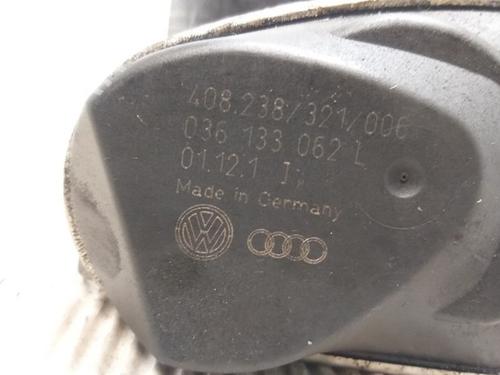 408.238/321/006
036 133 062 L
01.12.1 I
Made in Germany